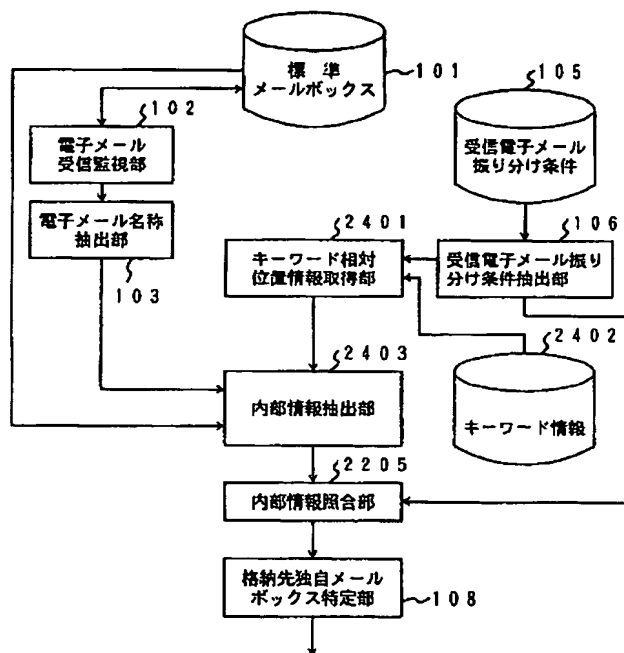 標 準
メールボックス
101
105
102
電子メール
受信監視部
受信電子メール
振り分け条件
電子メール名称
抽出部
103
2401
キーワード相対
位置情報取得部
106
受信電子メール振り
分け条件抽出部
2402
キーワード情報
2403
内部情報抽出部
2205
内部情報照合部
格納先独自メール
ボックス特定部
108